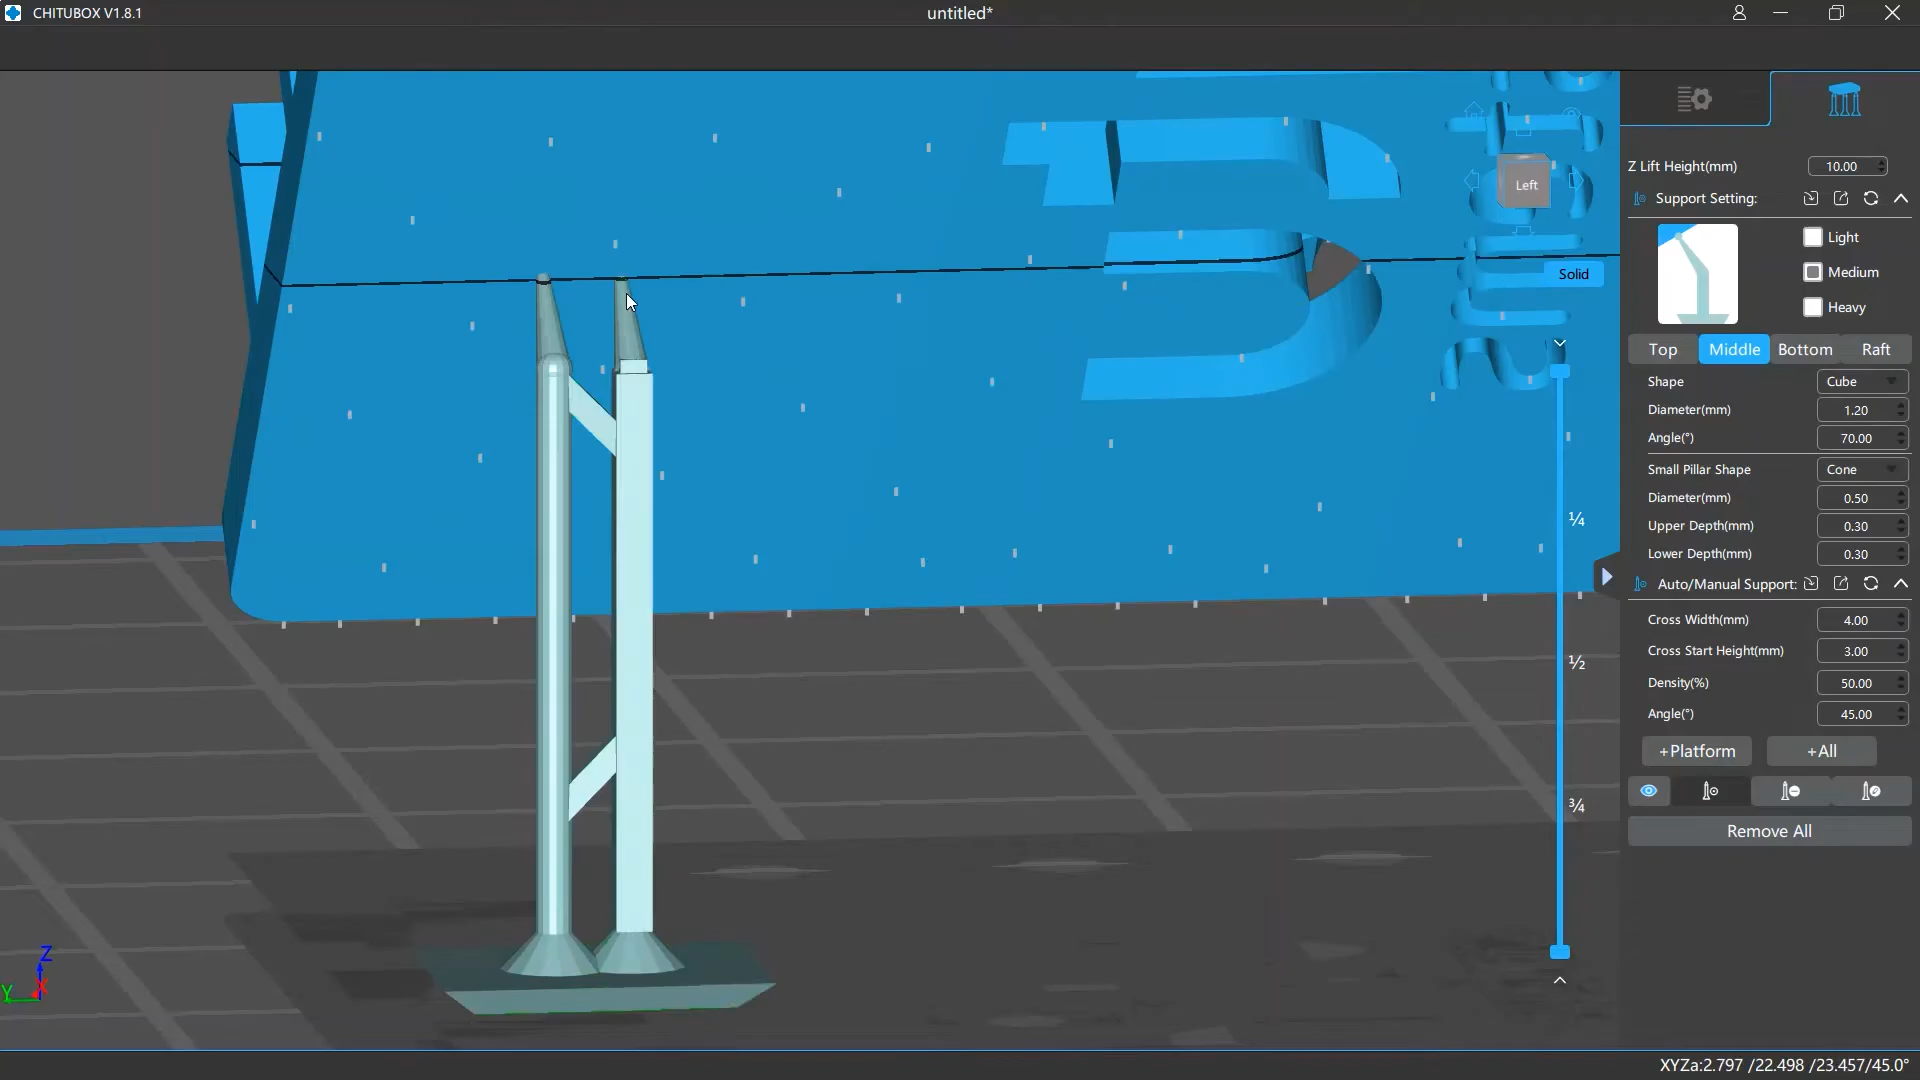 CHITUBOX V1.8.1
untitled*
Z Lift Height(mm) 10.00
Support Setting:
Left
Light
Solid
Medium
Heavy
Top Middle Bottom Raft
Shape Cube
Diameter(mm) 1.20
Angle(°) 70.00
Small Pillar Shape Cone
Diameter(mm) 0.50
¼
Upper Depth(mm) 0.30
Lower Depth(mm) 0.30
Auto/Manual Support:
Cross Width(mm) 4.00
Cross Start Height(mm) 3.00
½
Density(%) 50.00
Angle(°) 45.00
+Platform +All
¾
Remove All
Z
Y X
XYZa:2.797 /22.498 /23.457/45.0°